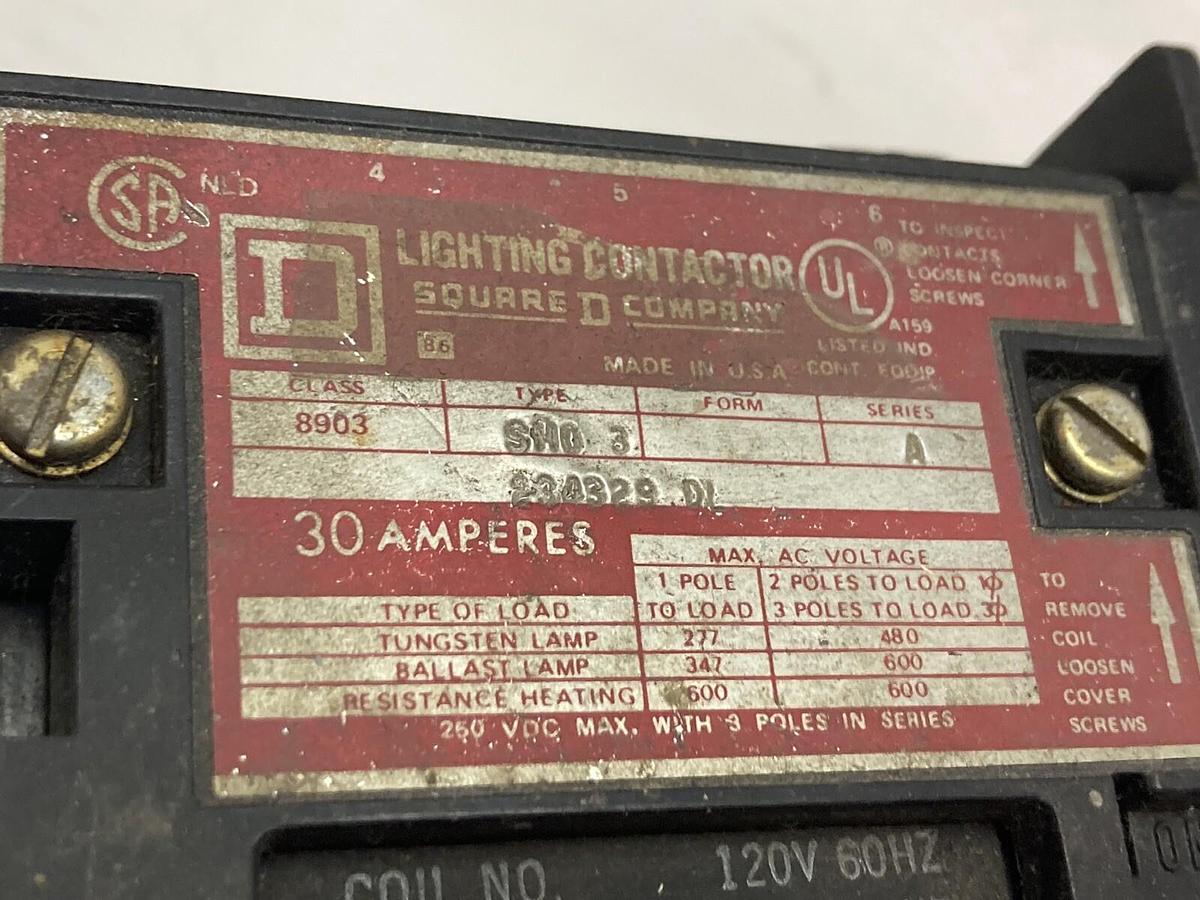 SA NLD
4 5 6
D LIGHTING CONTACTOR
SQUARE D COMPANY
86
MADE IN U.S.A.
UL ®
A159
LISTED IND.
CONT. EQUIP.
TO INSPECT
CONTACTS
LOOSEN CORNER
SCREWS
CLASS TYPE FORM SERIES
8903 3 A
30 AMPERES
MAX. AC VOLTAGE
TYPE OF LOAD
1 POLE TO LOAD
2 POLES TO LOAD 1ϕ
3 POLES TO LOAD 3ϕ
TUNGSTEN LAMP 277 480
BALLAST LAMP 347 600
RESISTANCE HEATING 600 600
250 VDC MAX. WITH 3 POLES IN SERIES
TO
REMOVE
COIL
LOOSEN
COVER
SCREWS
COIL NO. 120V 60HZ